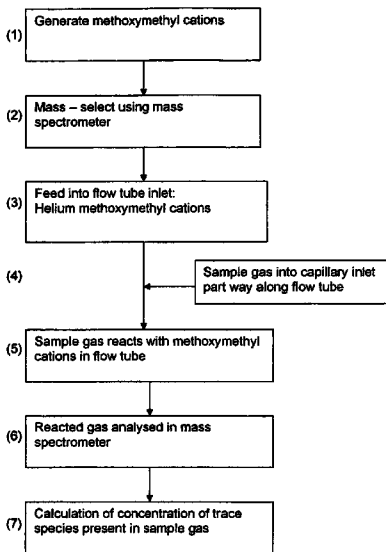 (1)
Generate methoxymethyl cations
(2)
Mass – select using mass
spectrometer
(3)
Feed into flow tube inlet:
Helium methoxymethyl cations
(4)
Sample gas into capillary inlet
part way along flow tube
(5)
Sample gas reacts with methoxymethyl
cations in flow tube
(6)
Reacted gas analysed in mass
spectrometer
(7)
Calculation of concentration of trace
species present in sample gas